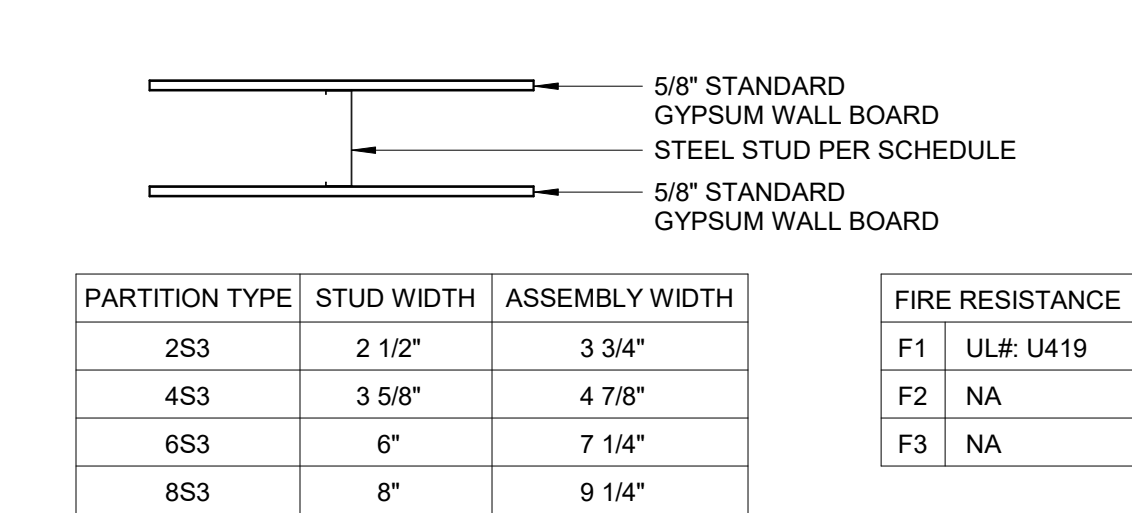 5/8" STANDARD
GYPSUM WALL BOARD
STEEL STUD PER SCHEDULE
5/8" STANDARD
GYPSUM WALL BOARD
PARTITION TYPE STUD WIDTH ASSEMBLY WIDTH
2S3 2 1/2" 3 3/4"
4S3 3 5/8" 4 7/8"
6S3 6" 7 1/4"
8S3 8" 9 1/4"
FIRE RESISTANCE
F1 UL#: U419
F2 NA
F3 NA